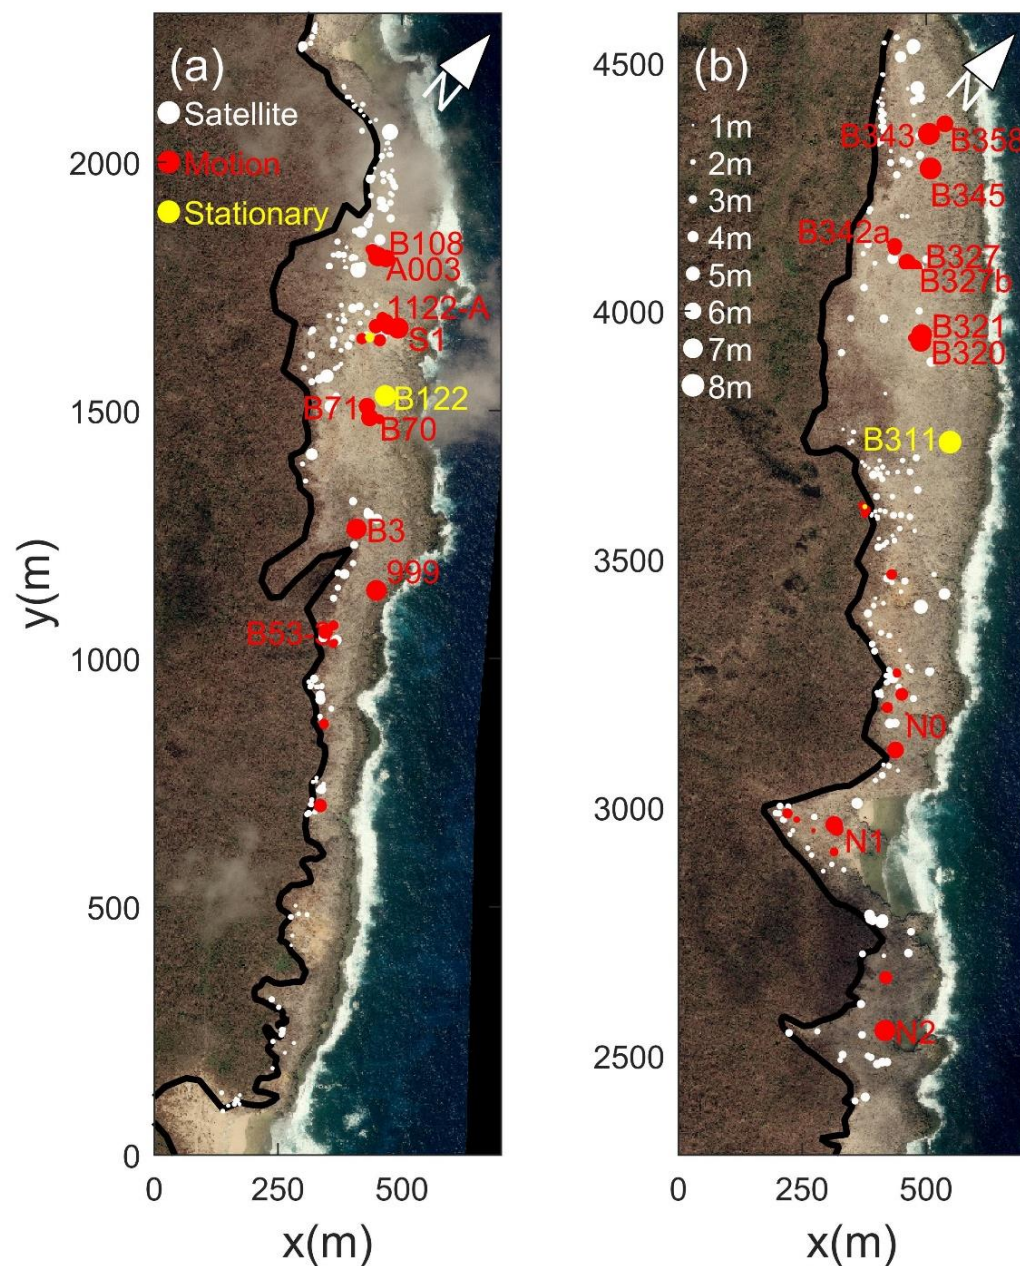 (a)
N
Satellite
Motion
Stationary
B108
A003
1122-A
S1
B122
B71
B70
B3
999
B53-
2000
1500
1000
500
0
0
250
500
x(m)
y(m)
(b)
N
1m
2m
3m
4m
5m
6m
7m
8m
B343
B358
B345
B342a
B327
B327b
B321
B320
B311
N0
N1
N2
4500
4000
3500
3000
2500
0
250
500
x(m)